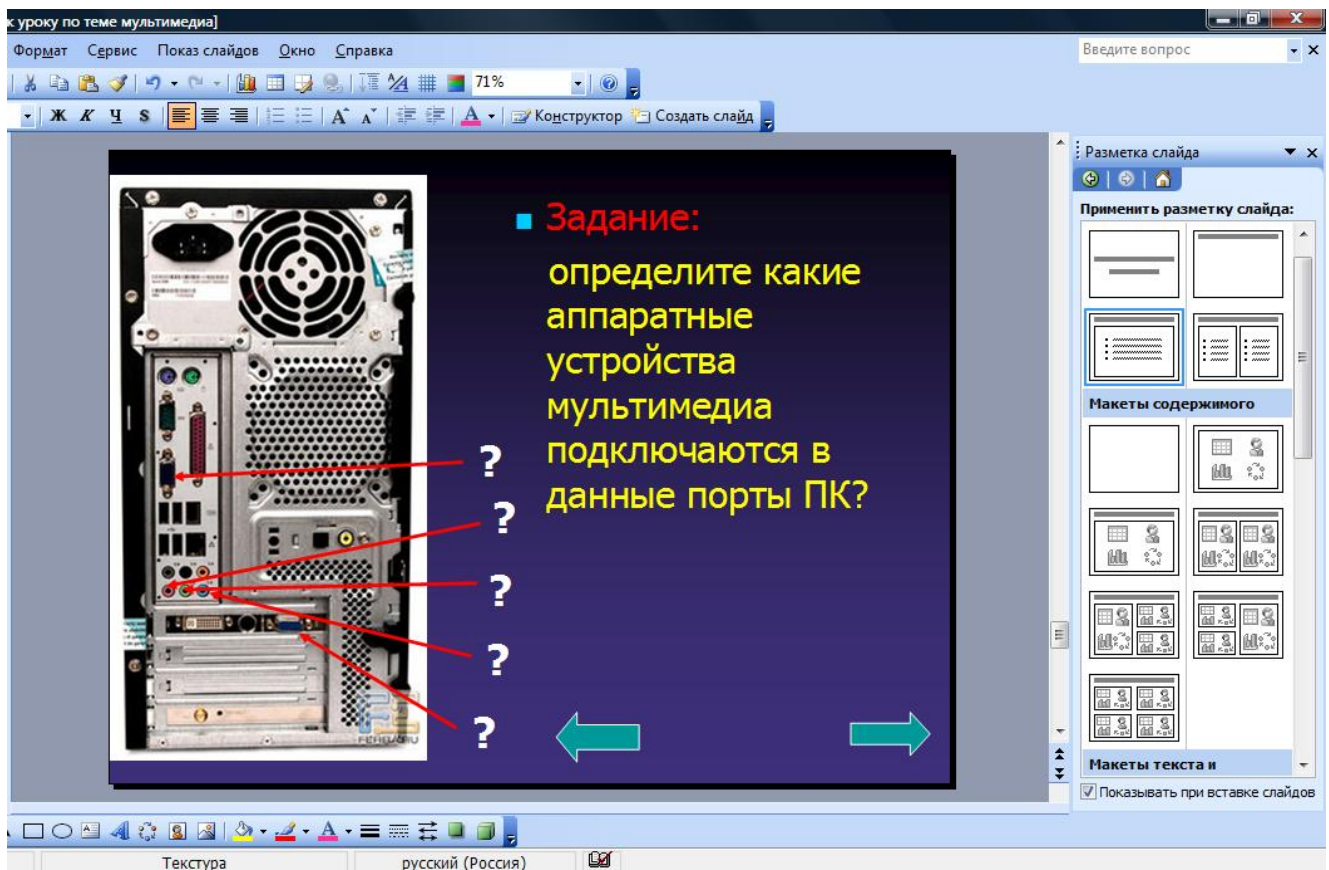 к уроку по теме мультимедиа]
Формат Сервис Показ слайдов Окно Справка
Введите вопрос
71%
Ж К Ч S Конструктор Создать слайд
Разметка слайда
Применить разметку слайда:
Задание:
определите какие
аппаратные
устройства
мультимедиа
подключаются в
данные порты ПК?
?
?
?
?
?
Макеты содержимого
Макеты текста и
Показывать при вставке слайдов
Текстура русский (Россия)